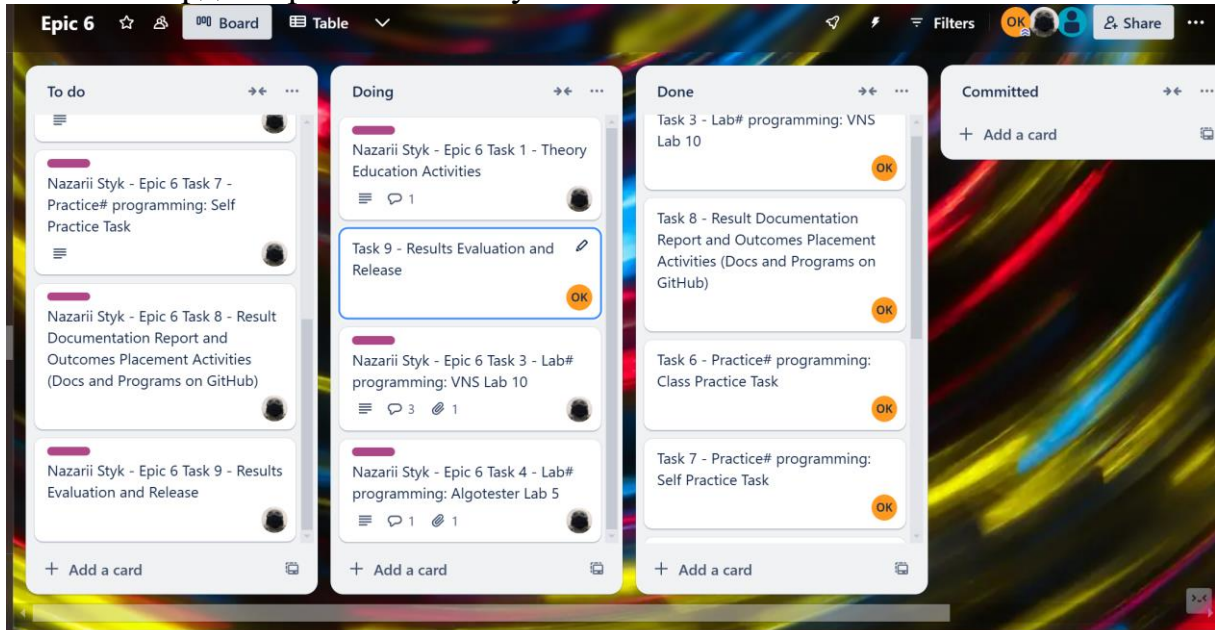 Epic 6
Board
Table
Filters
OK
Share
To do
Nazarii Styk - Epic 6 Task 7 -
Practice# programming: Self
Practice Task
Nazarii Styk - Epic 6 Task 8 - Result
Documentation Report and
Outcomes Placement Activities
(Docs and Programs on GitHub)
Nazarii Styk - Epic 6 Task 9 - Results
Evaluation and Release
+ Add a card
Doing
Nazarii Styk - Epic 6 Task 1 - Theory
Education Activities
1
Task 9 - Results Evaluation and
Release
OK
Nazarii Styk - Epic 6 Task 3 - Lab#
programming: VNS Lab 10
3 1
Nazarii Styk - Epic 6 Task 4 - Lab#
programming: Algotester Lab 5
1 1
+ Add a card
Done
Task 3 - Lab# programming: VNS
Lab 10
OK
Task 8 - Result Documentation
Report and Outcomes Placement
Activities (Docs and Programs on
GitHub)
OK
Task 6 - Practice# programming:
Class Practice Task
OK
Task 7 - Practice# programming:
Self Practice Task
OK
+ Add a card
Committed
+ Add a card